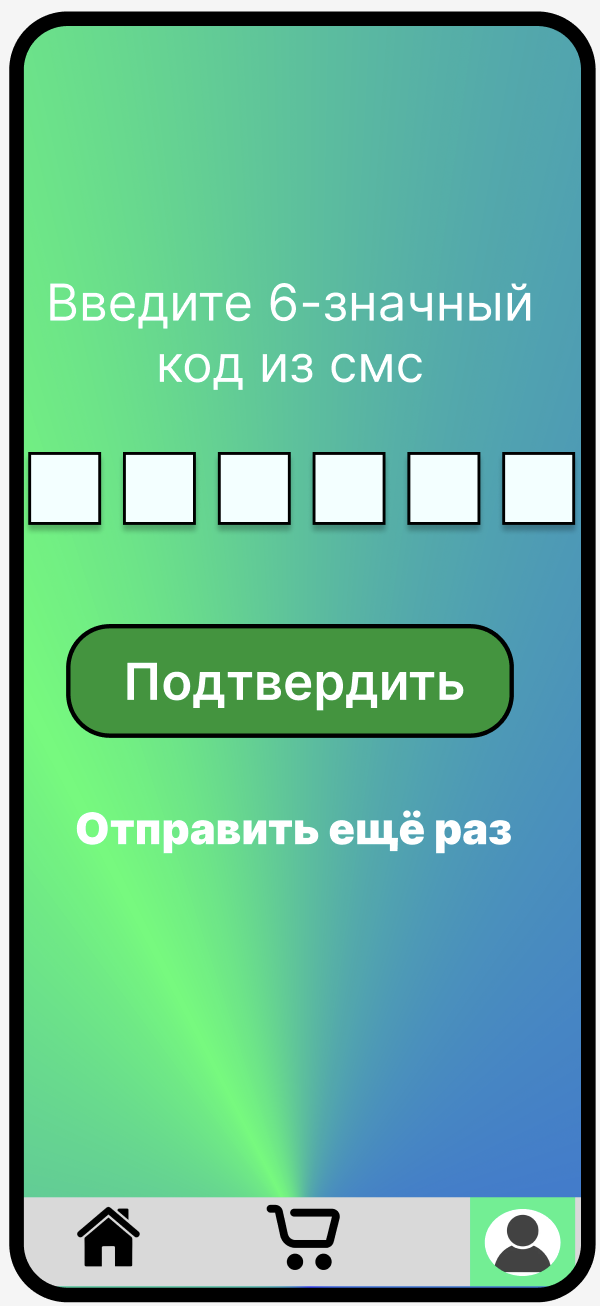 Введите 6-значный
код из смс
Подтвердить
Отправить ещё раз